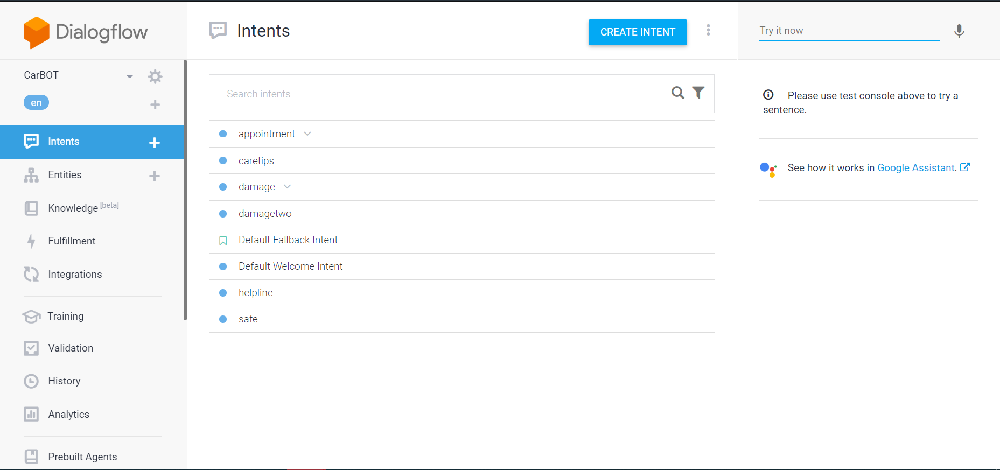 Dialogflow
CarBOT
en
Intents
Entities
Knowledge [beta]
Fulfillment
Integrations
Training
Validation
History
Analytics
Prebuilt Agents
Intents
CREATE INTENT
Search intents
appointment
caretips
damage
damagetwo
Default Fallback Intent
Default Welcome Intent
helpline
safe
Try it now
Please use test console above to try a
sentence.
See how it works in Google Assistant.